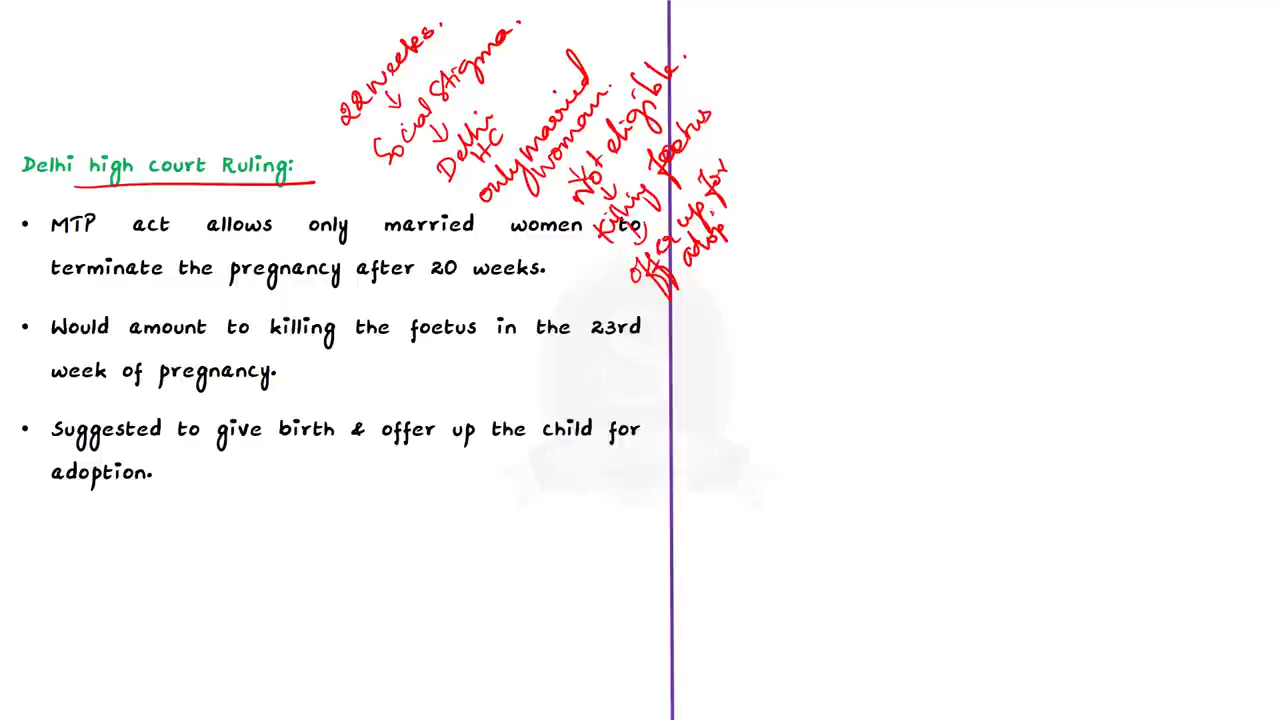 22 weeks.
↓
Social Stigma.
↓
Delhi
HC
only married
woman.
↓
Not eligible.
↓
Killing foetus
↓
offer up for
adop.
Delhi high court Ruling:
• MTP act allows only married women to
terminate the pregnancy after 20 weeks.
• Would amount to killing the foetus in the 23rd
week of pregnancy.
• Suggested to give birth & offer up the child for
adoption.